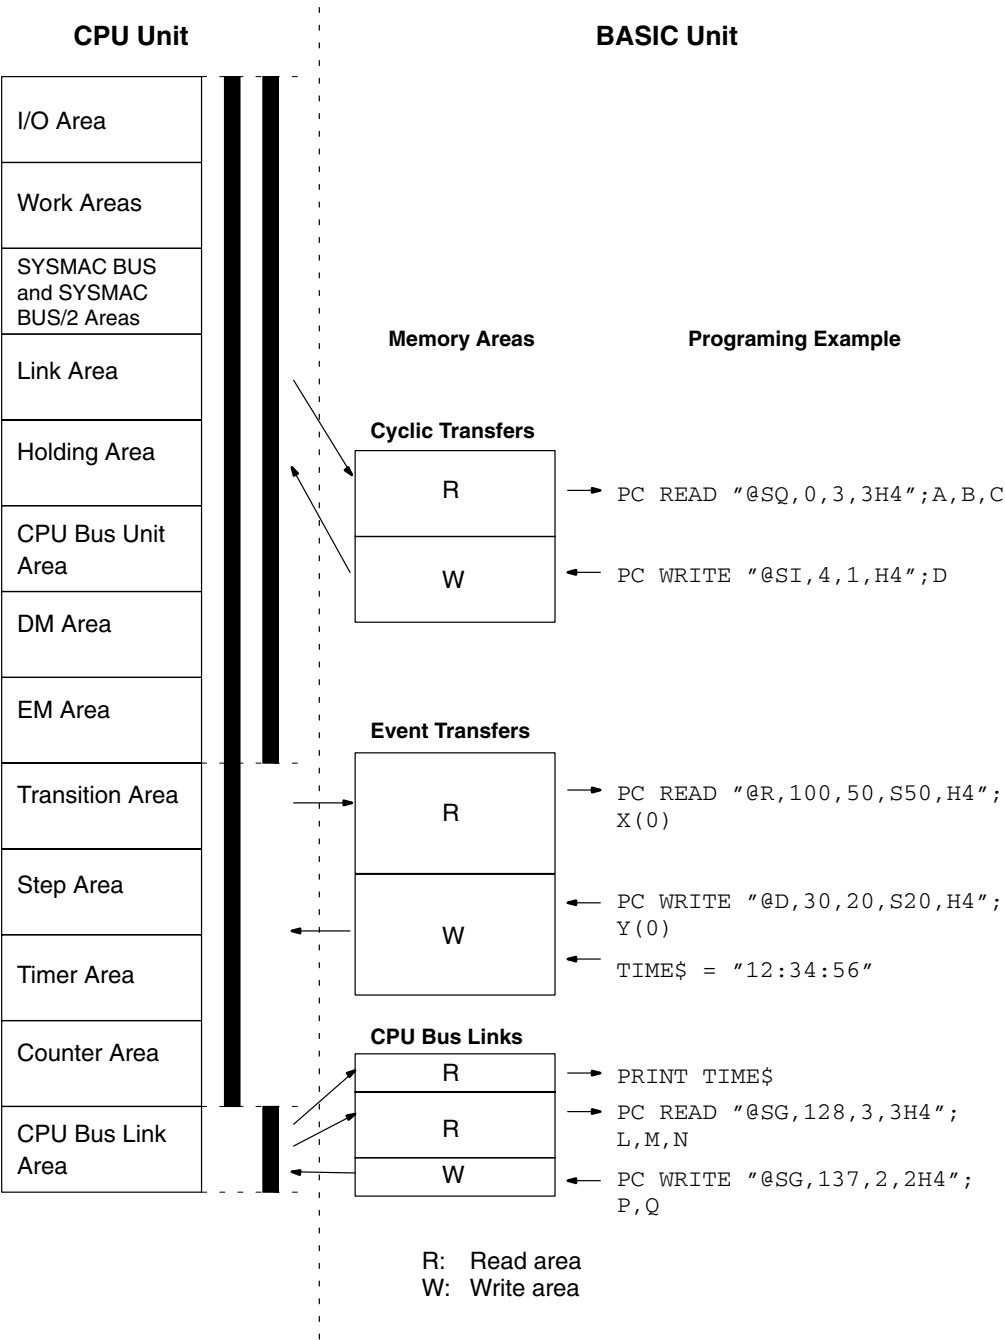 CPU Unit
BASIC Unit
I/O Area
Work Areas
SYSMAC BUS
and SYSMAC
BUS/2 Areas
Link Area
Holding Area
CPU Bus Unit
Area
DM Area
EM Area
Transition Area
Step Area
Timer Area
Counter Area
CPU Bus Link
Area
Memory Areas
Programing Example
Cyclic Transfers
R
PC READ "@SQ,0,3,3H4";A,B,C
W
PC WRITE "@SI,4,1,H4";D
Event Transfers
R
PC READ "@R,100,50,S50,H4";
X(0)
W
PC WRITE "@D,30,20,S20,H4";
Y(0)
TIME$ = "12:34:56"
CPU Bus Links
R
PRINT TIME$
R
PC READ "@SG,128,3,3H4";
L,M,N
W
PC WRITE "@SG,137,2,2H4";
P,Q
R: Read area
W: Write area